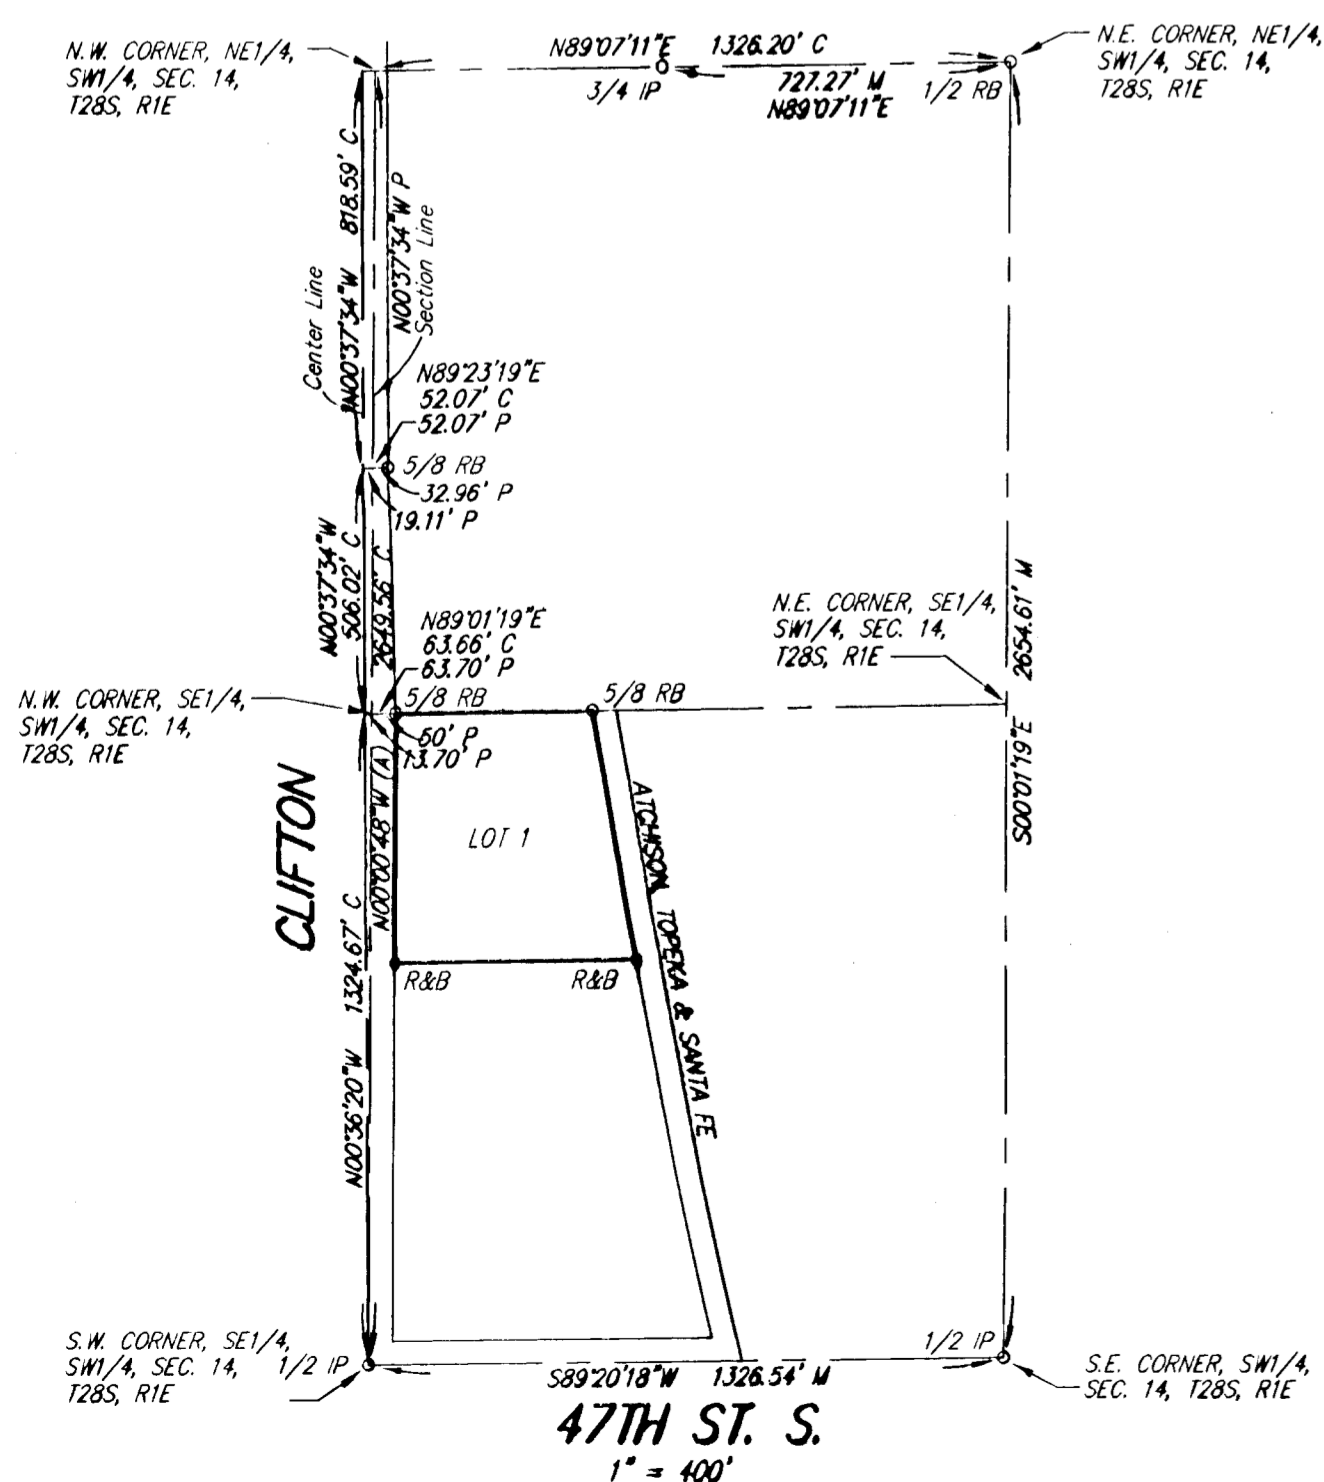 N.W. CORNER, NE1/4,
SW1/4, SEC. 14,
T28S, R1E
N89°07'11"E 1326.20' C
3/4 IP
727.27' M
N89°07'11"E
1/2 RB
N.E. CORNER, NE1/4,
SW1/4, SEC. 14,
T28S, R1E
N00°37'34"W 818.59' C
Center Line
N00°37'34"W P
Section Line
N89°23'19"E
52.07' C
52.07' P
5/8 RB
32.96' P
19.11' P
N00°37'34"W
506.02' C
2649.56' C
N89°01'19"E
63.66' C
63.70' P
5/8 RB
50' P
13.70' P
5/8 RB
N.E. CORNER, SE1/4,
SW1/4, SEC. 14,
T28S, R1E
S00°01'19"E 2654.61' M
N.W. CORNER, SE1/4,
SW1/4, SEC. 14,
T28S, R1E
CLIFTON
N00°00'48"W (A)
LOT 1
ATCHISON, TOPEKA & SANTA FE
R&B
R&B
N00°36'20"W 1324.67' C
S.W. CORNER, SE1/4,
SW1/4, SEC. 14,
T28S, R1E
1/2 IP
1/2 IP
S89°20'18"W 1326.54' M
S.E. CORNER, SW1/4,
SEC. 14, T28S, R1E
47TH ST. S.
1" = 400'